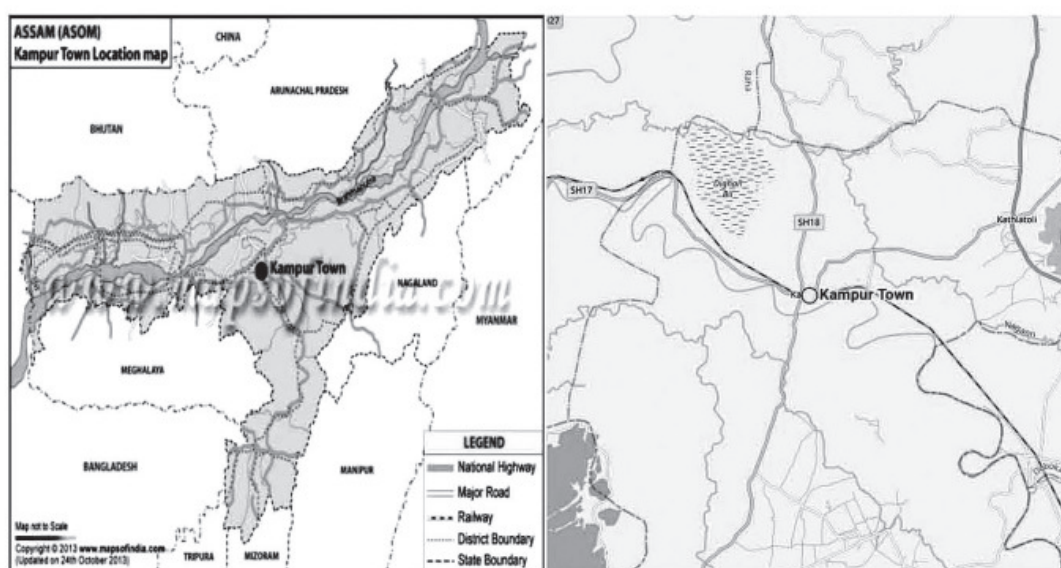 ASSAM (ASOM)
Kampur Town Location map
CHINA
ARUNACHAL PRADESH
BHUTAN
Kampur Town
www.mapsofindia.com
NAGALAND
MYANMAR
MEGHALAYA
BANGLADESH
MANIPUR
TRIPURA
MIZORAM
LEGEND
National Highway
Major Road
Railway
District Boundary
State Boundary
Map not to Scale
Copyright © 2013 www.mapsofindia.com
(Updated on 24th October 2013)
Raha
SH17
SH18
Kathiatoli
Kampur Town
Nagaon